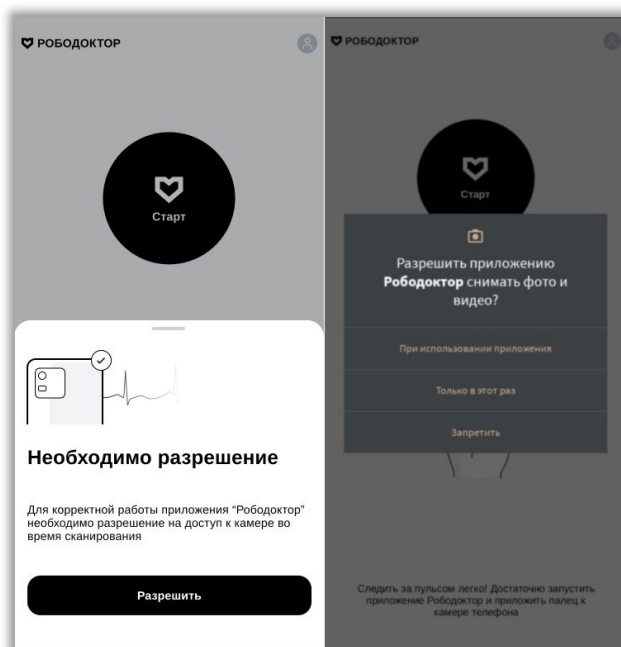 РОБОДОКТОР
Старт
Необходимо разрешение
Для корректной работы приложения “Рободоктор”
необходимо разрешение на доступ к камере во
время сканирования
Разрешить
РОБОДОКТОР
Старт
Разрешить приложению
Рободоктор снимать фото и
видео?
При использовании приложения
Только в этот раз
Запретить
Следить за пульсом легко! Достаточно запустить
приложение Рободоктор и приложить палец к
камере телефона